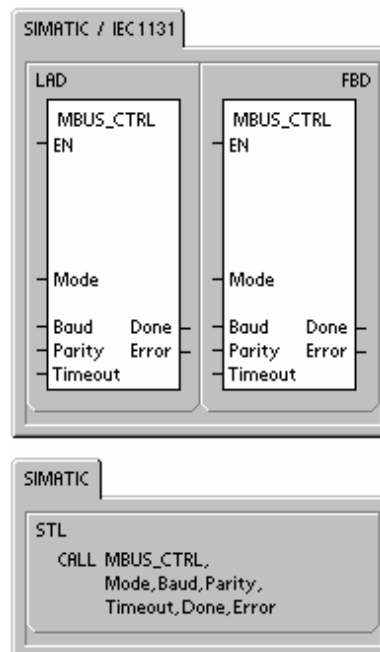 SIMATIC / IEC 1131
LAD FBD
MBUS_CTRL MBUS_CTRL
EN EN
Mode Mode
Baud Done Baud Done
Parity Error Parity Error
Timeout Timeout
SIMATIC
STL
CALL MBUS_CTRL,
Mode,Baud,Parity,
Timeout,Done,Error